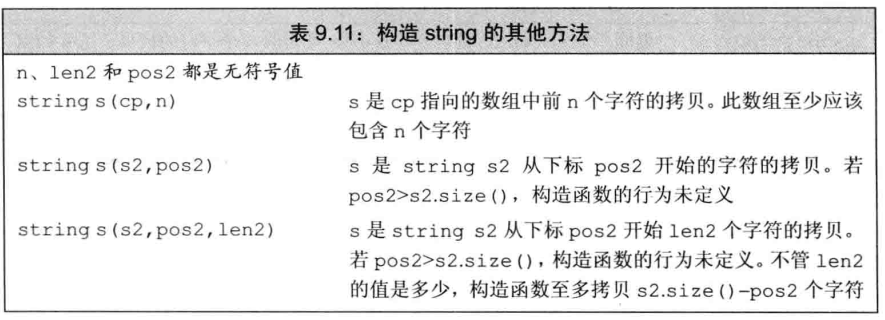 表 9.11：构造 string 的其他方法
n、len2 和 pos2 都是无符号值
string s(cp,n) s 是 cp 指向的数组中前 n 个字符的拷贝。此数组至少应该
包含 n 个字符
string s(s2,pos2) s 是 string s2 从下标 pos2 开始的字符的拷贝。若
pos2>s2.size()，构造函数的行为未定义
string s(s2,pos2,len2) s 是 string s2 从下标 pos2 开始 len2 个字符的拷贝。
若 pos2>s2.size()，构造函数的行为未定义。不管 len2
的值是多少，构造函数至多拷贝 s2.size()–pos2 个字符